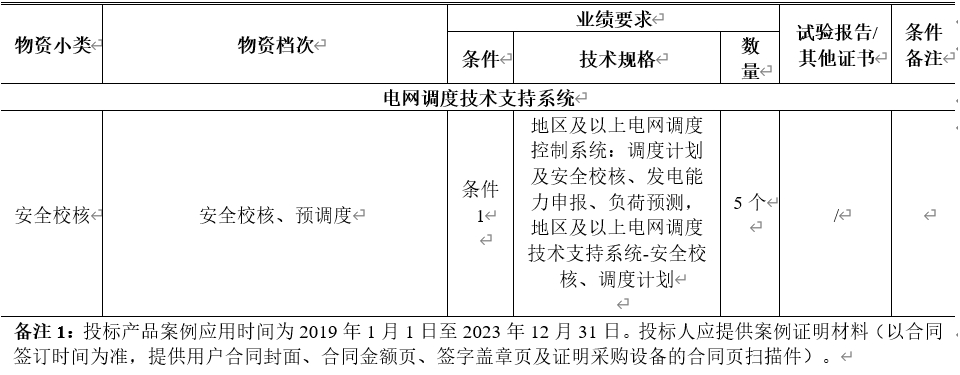 物资小类 物资档次 业绩要求 试验报告/ 条件
条件 技术规格 数 其他证书 备注
量
电网调度技术支持系统
安全校核 安全校核、预调度 条件 1 地区及以上电网调度 5 个 /
控制系统：调度计划
及安全校核、发电能
力申报、负荷预测，
地区及以上电网调度
技术支持系统-安全校
核、调度计划
备注 1：投标产品案例应用时间为 2019 年 1 月 1 日至 2023 年 12 月 31 日。投标人应提供案例证明材料（以合同
签订时间为准，提供用户合同封面、合同金额页、签字盖章页及证明采购设备的合同页扫描件）。